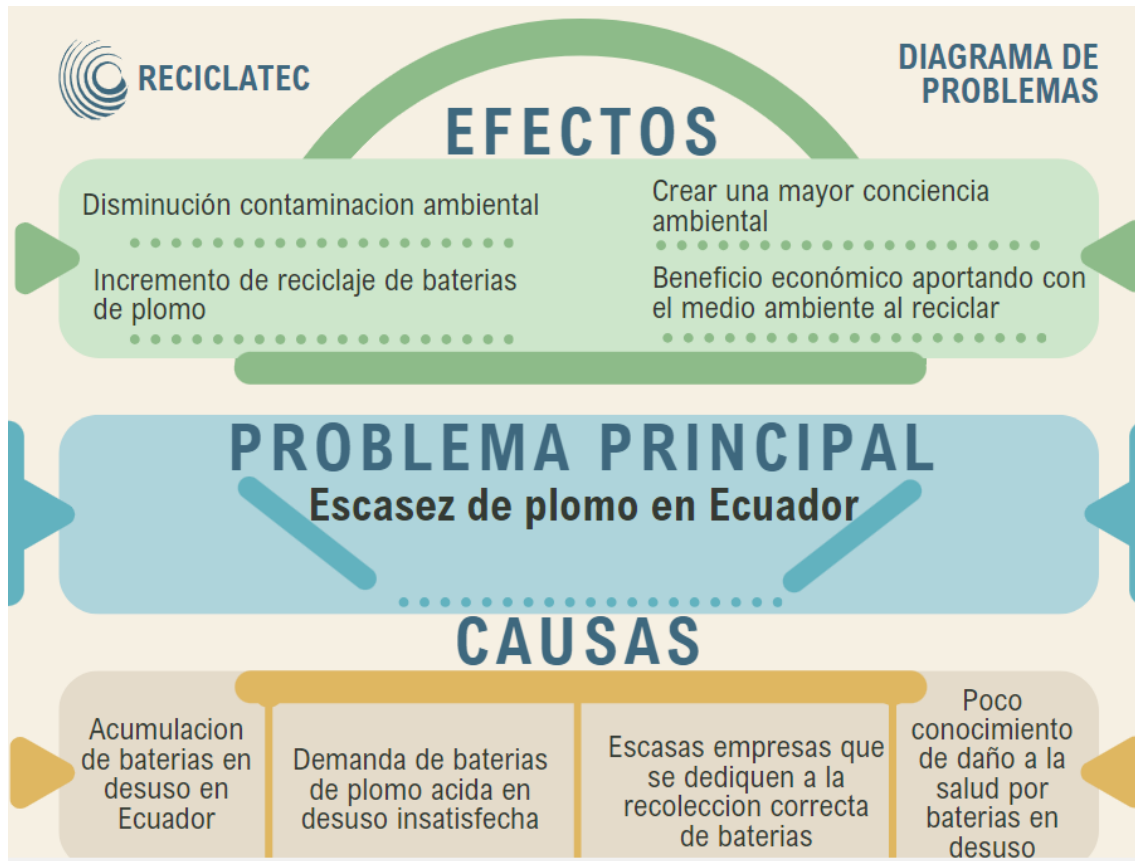 RECICLATEC
DIAGRAMA DE
PROBLEMAS
EFECTOS
Disminución contaminacion ambiental
Incremento de reciclaje de baterias
de plomo
Crear una mayor conciencia
ambiental
Beneficio económico aportando con
el medio ambiente al reciclar
PROBLEMA PRINCIPAL
Escasez de plomo en Ecuador
CAUSAS
Acumulacion
de baterias en
desuso en
Ecuador
Demanda de baterias
de plomo acida en
desuso insatisfecha
Escasas empresas que
se dediquen a la
recoleccion correcta
de baterias
Poco
conocimiento
de daño a la
salud por
baterias en
desuso